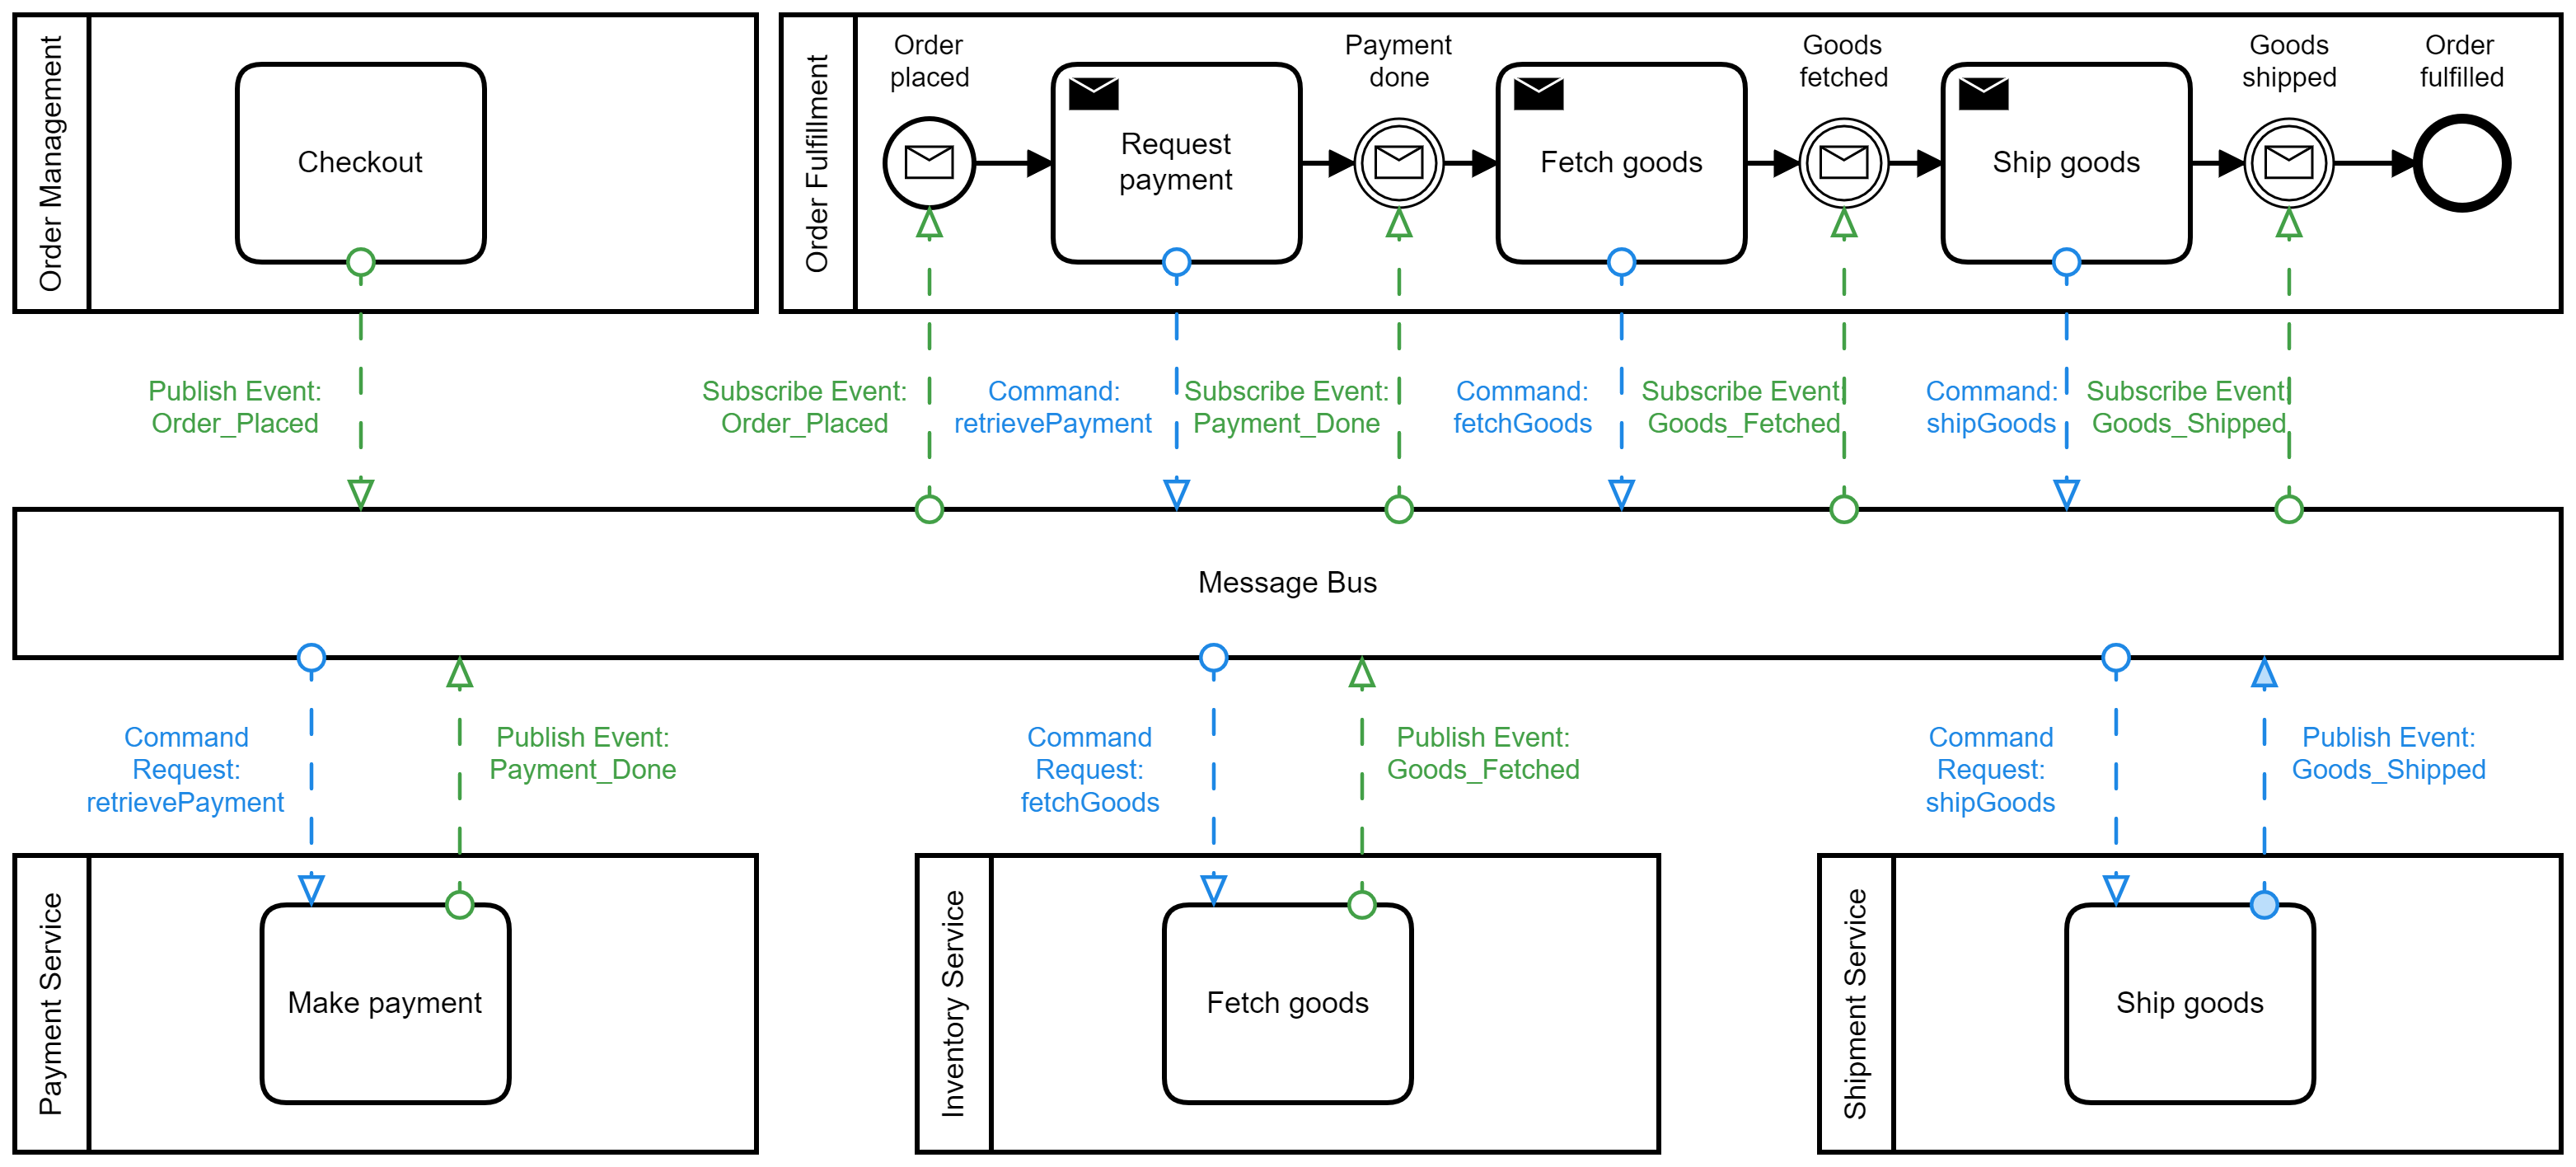 Order Management
Checkout
Order Fulfillment
Order
placed
Request
payment
Payment
done
Fetch goods
Goods
fetched
Ship goods
Goods
shipped
Order
fulfilled
Publish Event:
Order_Placed
Subscribe Event:
Order_Placed
Command:
retrievePayment
Subscribe Event:
Payment_Done
Command:
fetchGoods
Subscribe Event:
Goods_Fetched
Command:
shipGoods
Subscribe Event:
Goods_Shipped
Message Bus
Command
Request:
retrievePayment
Publish Event:
Payment_Done
Command
Request:
fetchGoods
Publish Event:
Goods_Fetched
Command
Request:
shipGoods
Publish Event:
Goods_Shipped
Payment Service
Make payment
Inventory Service
Fetch goods
Shipment Service
Ship goods